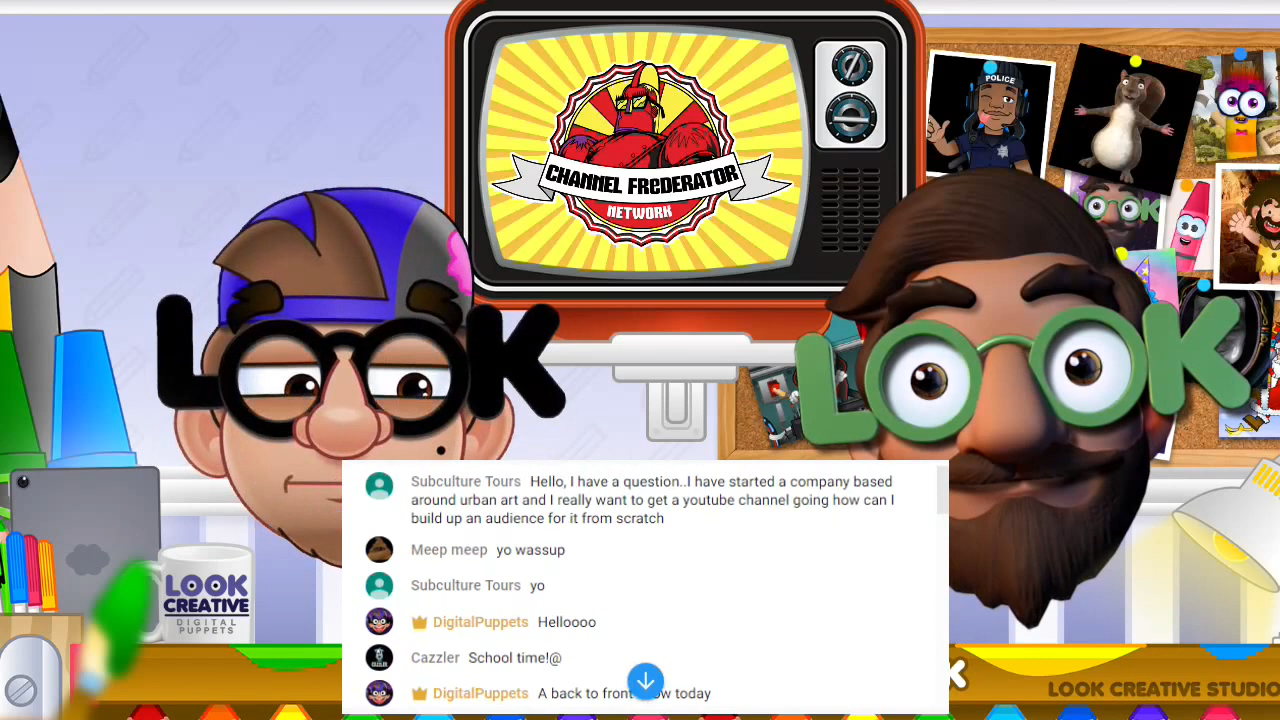 POLICE
CHANNEL FREDERATOR
NETWORK
LOOK
LOOK
Subculture Tours Hello, I have a question..I have started a company based
around urban art and I really want to get a youtube channel going how can I
build up an audience for it from scratch
Meep meep yo wassup
Subculture Tours yo
DigitalPuppets Helloooo
Cazzler School time!@
DigitalPuppets A back to front
today
LOOK
CREATIVE
DIGITAL
PUPPETS
LOOK CREATIVE STUDIO